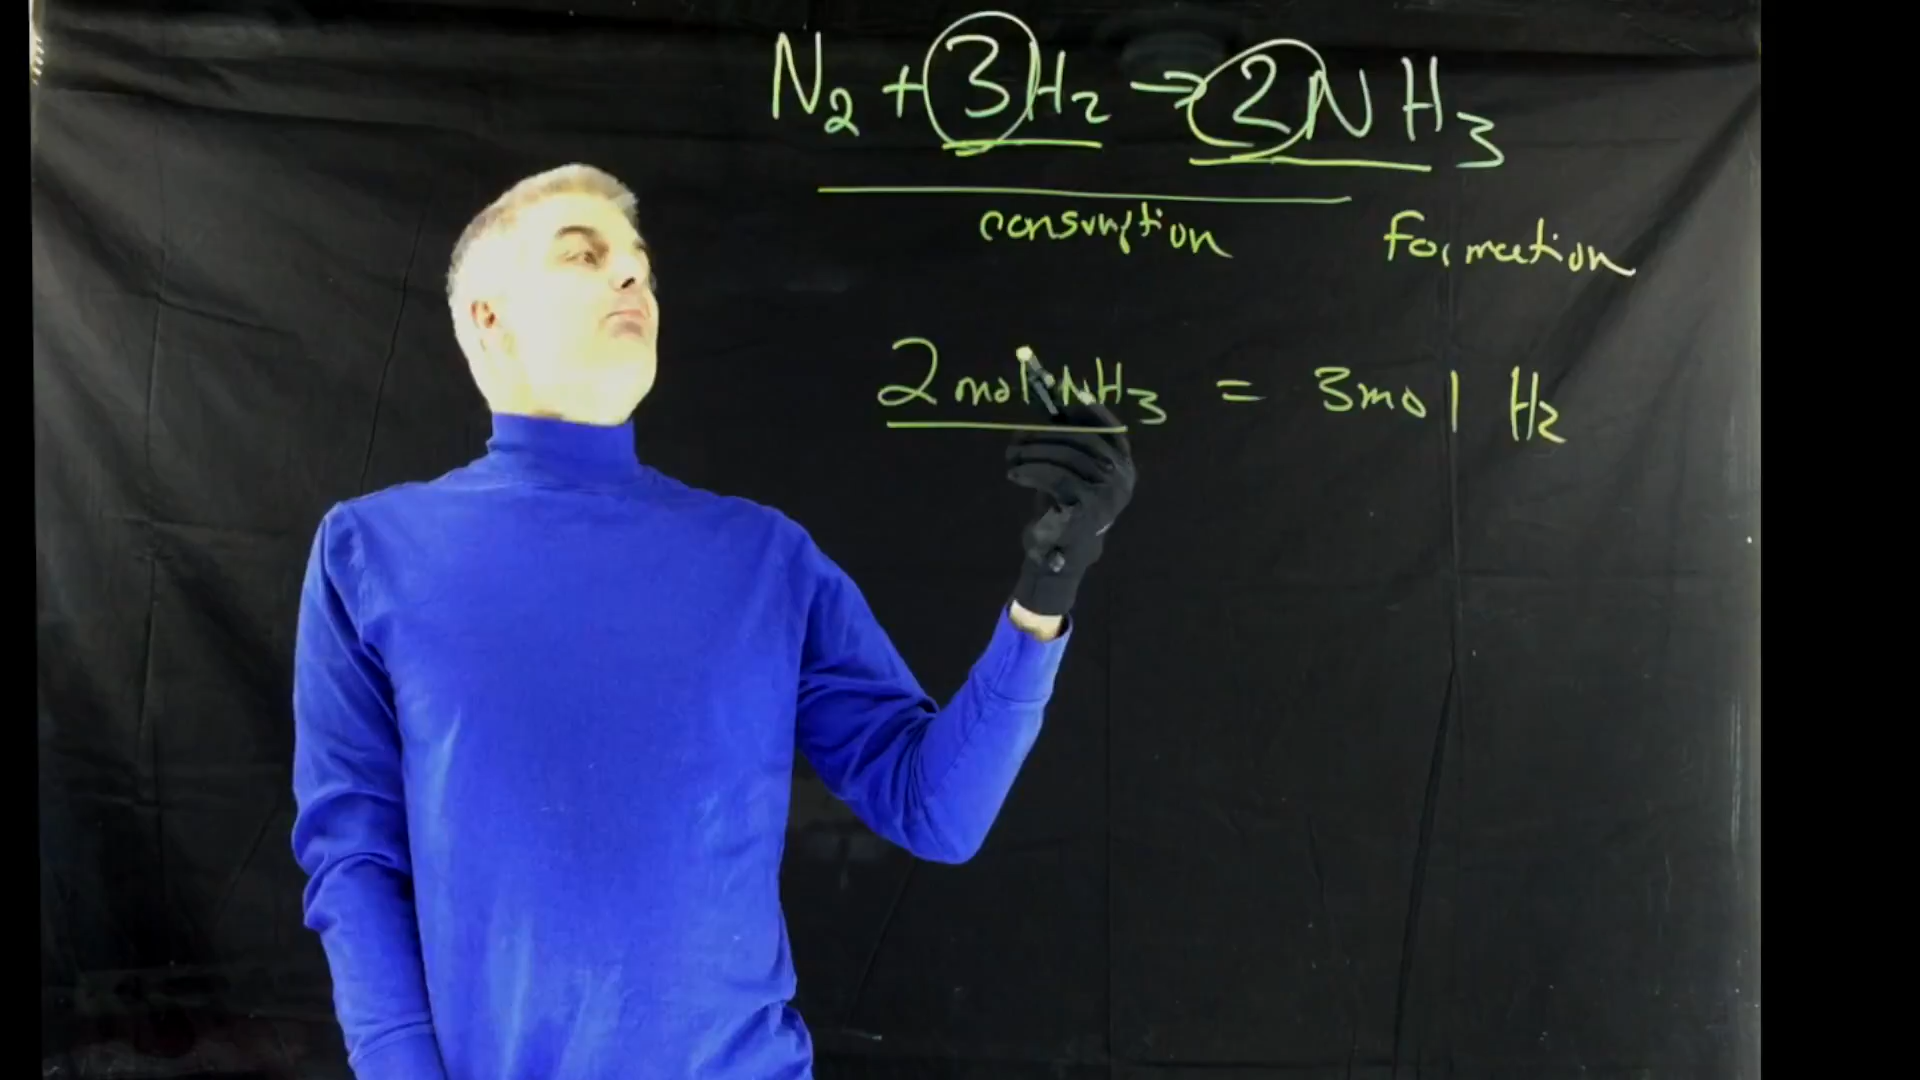 N₂ + 3H₂ → 2NH₃
consumption Formation
2 mol NH₃ = 3 mol H₂